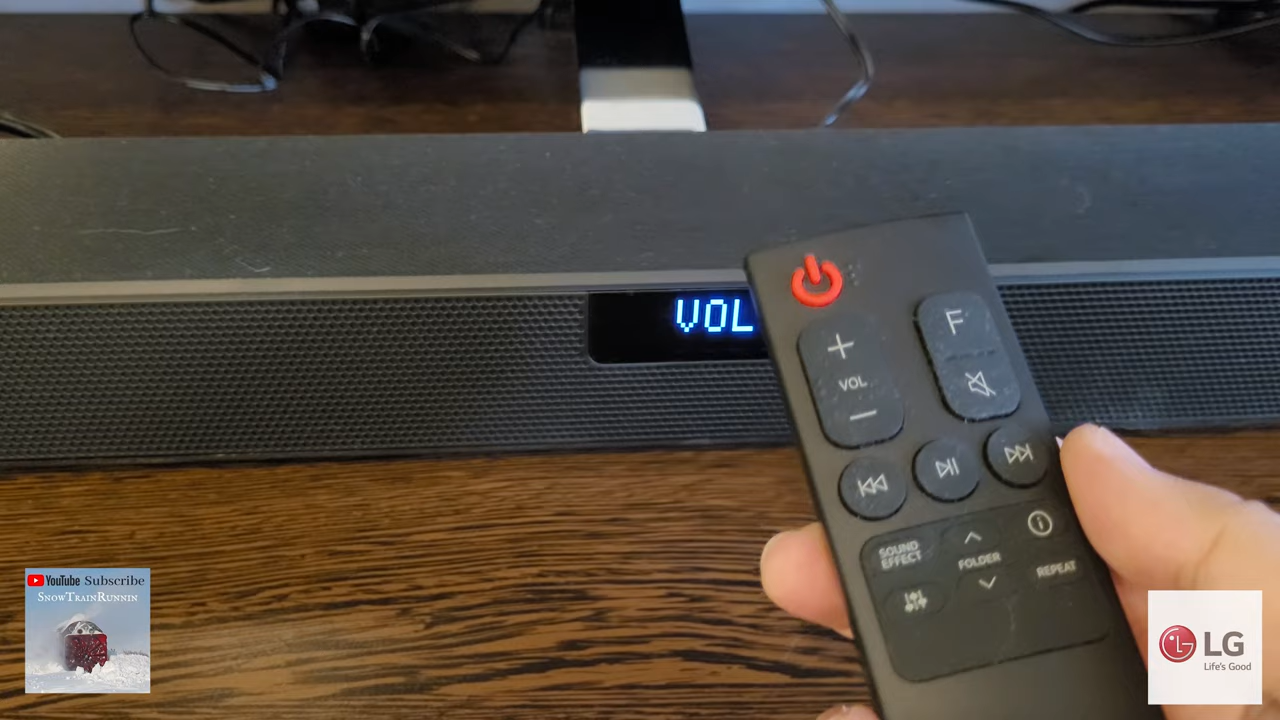 VOL
F
+
VOL
−
SOUND
EFFECT
FOLDER
REPEAT
YouTube Subscribe
SnowTrainRunnin
LG
Life's Good